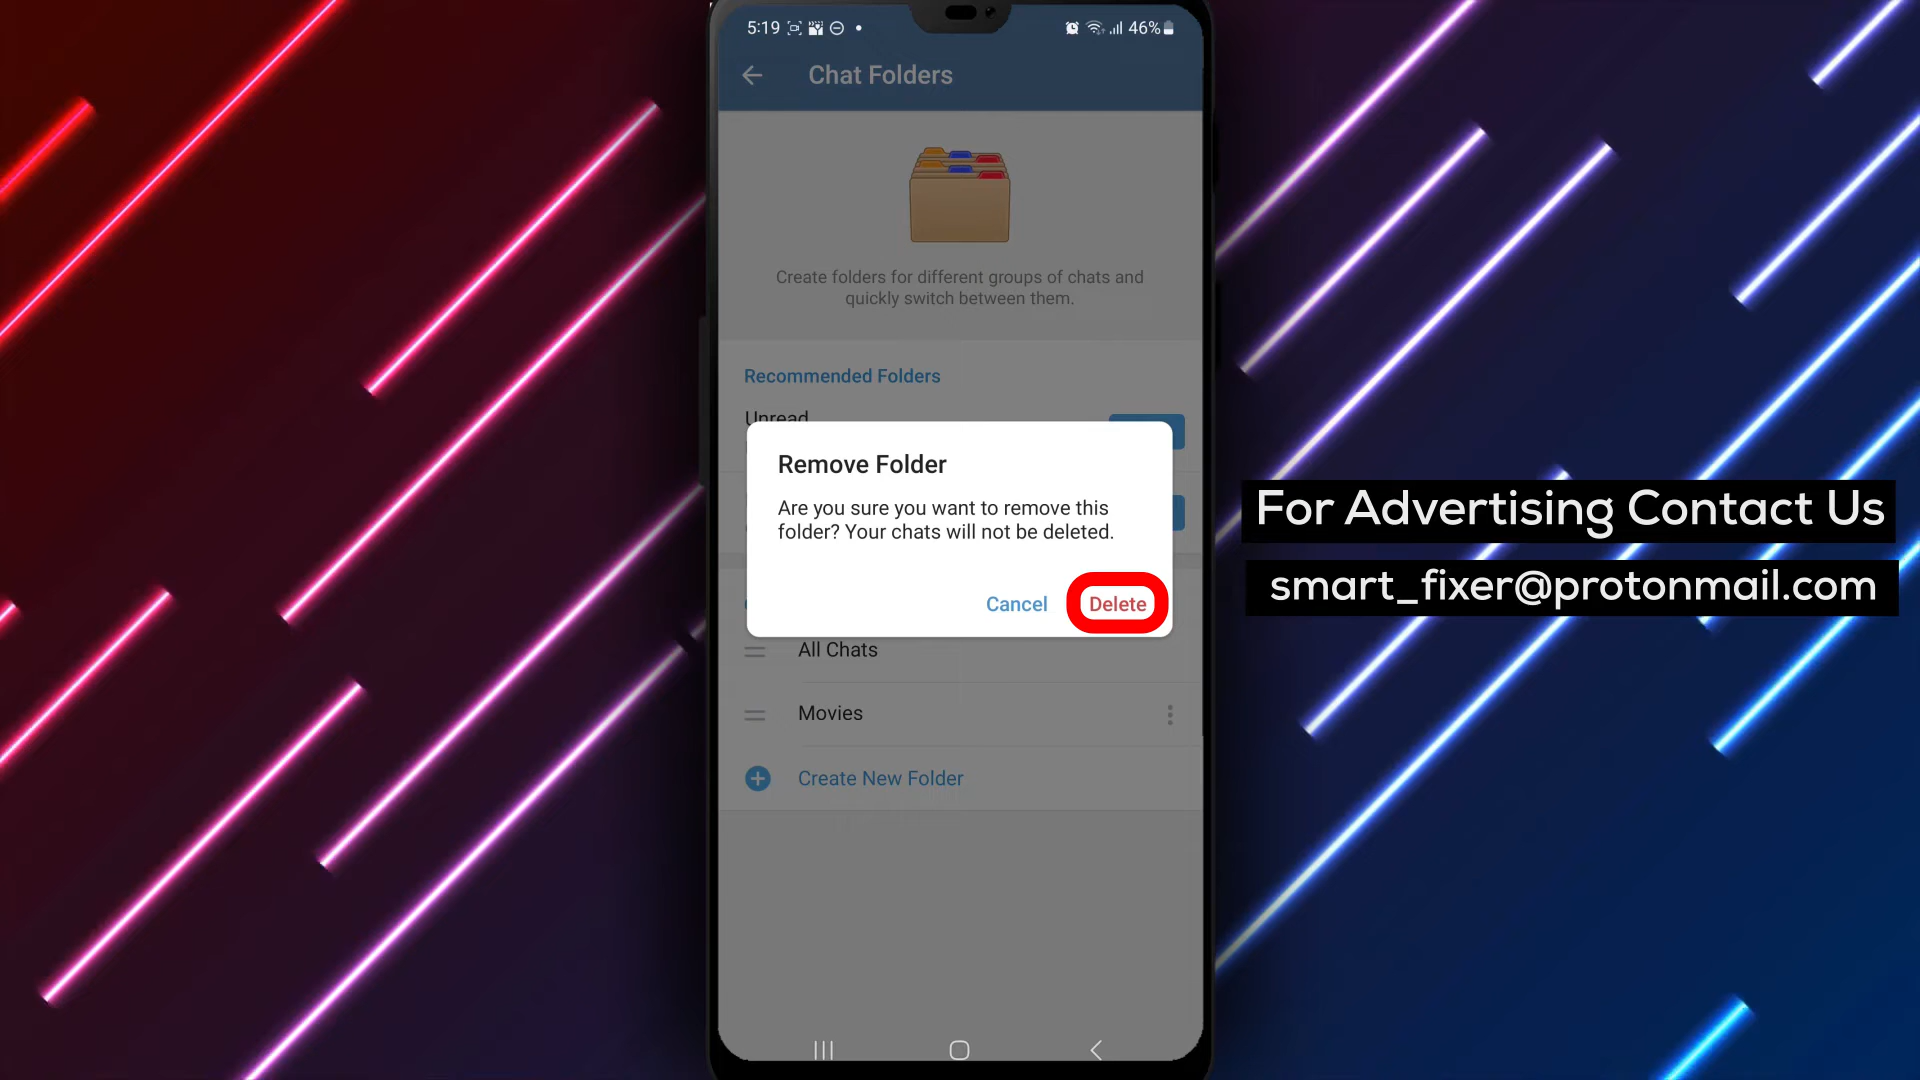 5:19
46%
Chat Folders
Create folders for different groups of chats and
quickly switch between them.
Recommended Folders
Unread
Remove Folder
Are you sure you want to remove this
folder? Your chats will not be deleted.
Cancel
Delete
All Chats
Movies
Create New Folder
For Advertising Contact Us
smart_fixer@protonmail.com